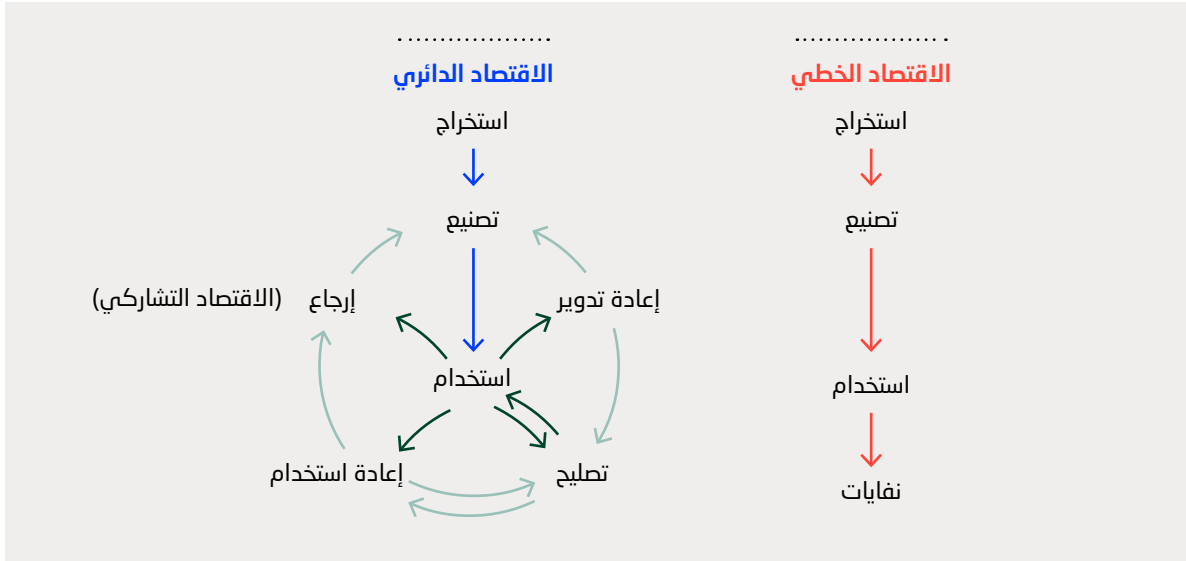 الاقتصاد الخطي
استخراج
تصنيع
استخدام
نفايات
الاقتصاد الدائري
استخراج
تصنيع
إعادة تدوير
إرجاع (الاقتصاد التشاركي)
استخدام
تصليح
إعادة استخدام